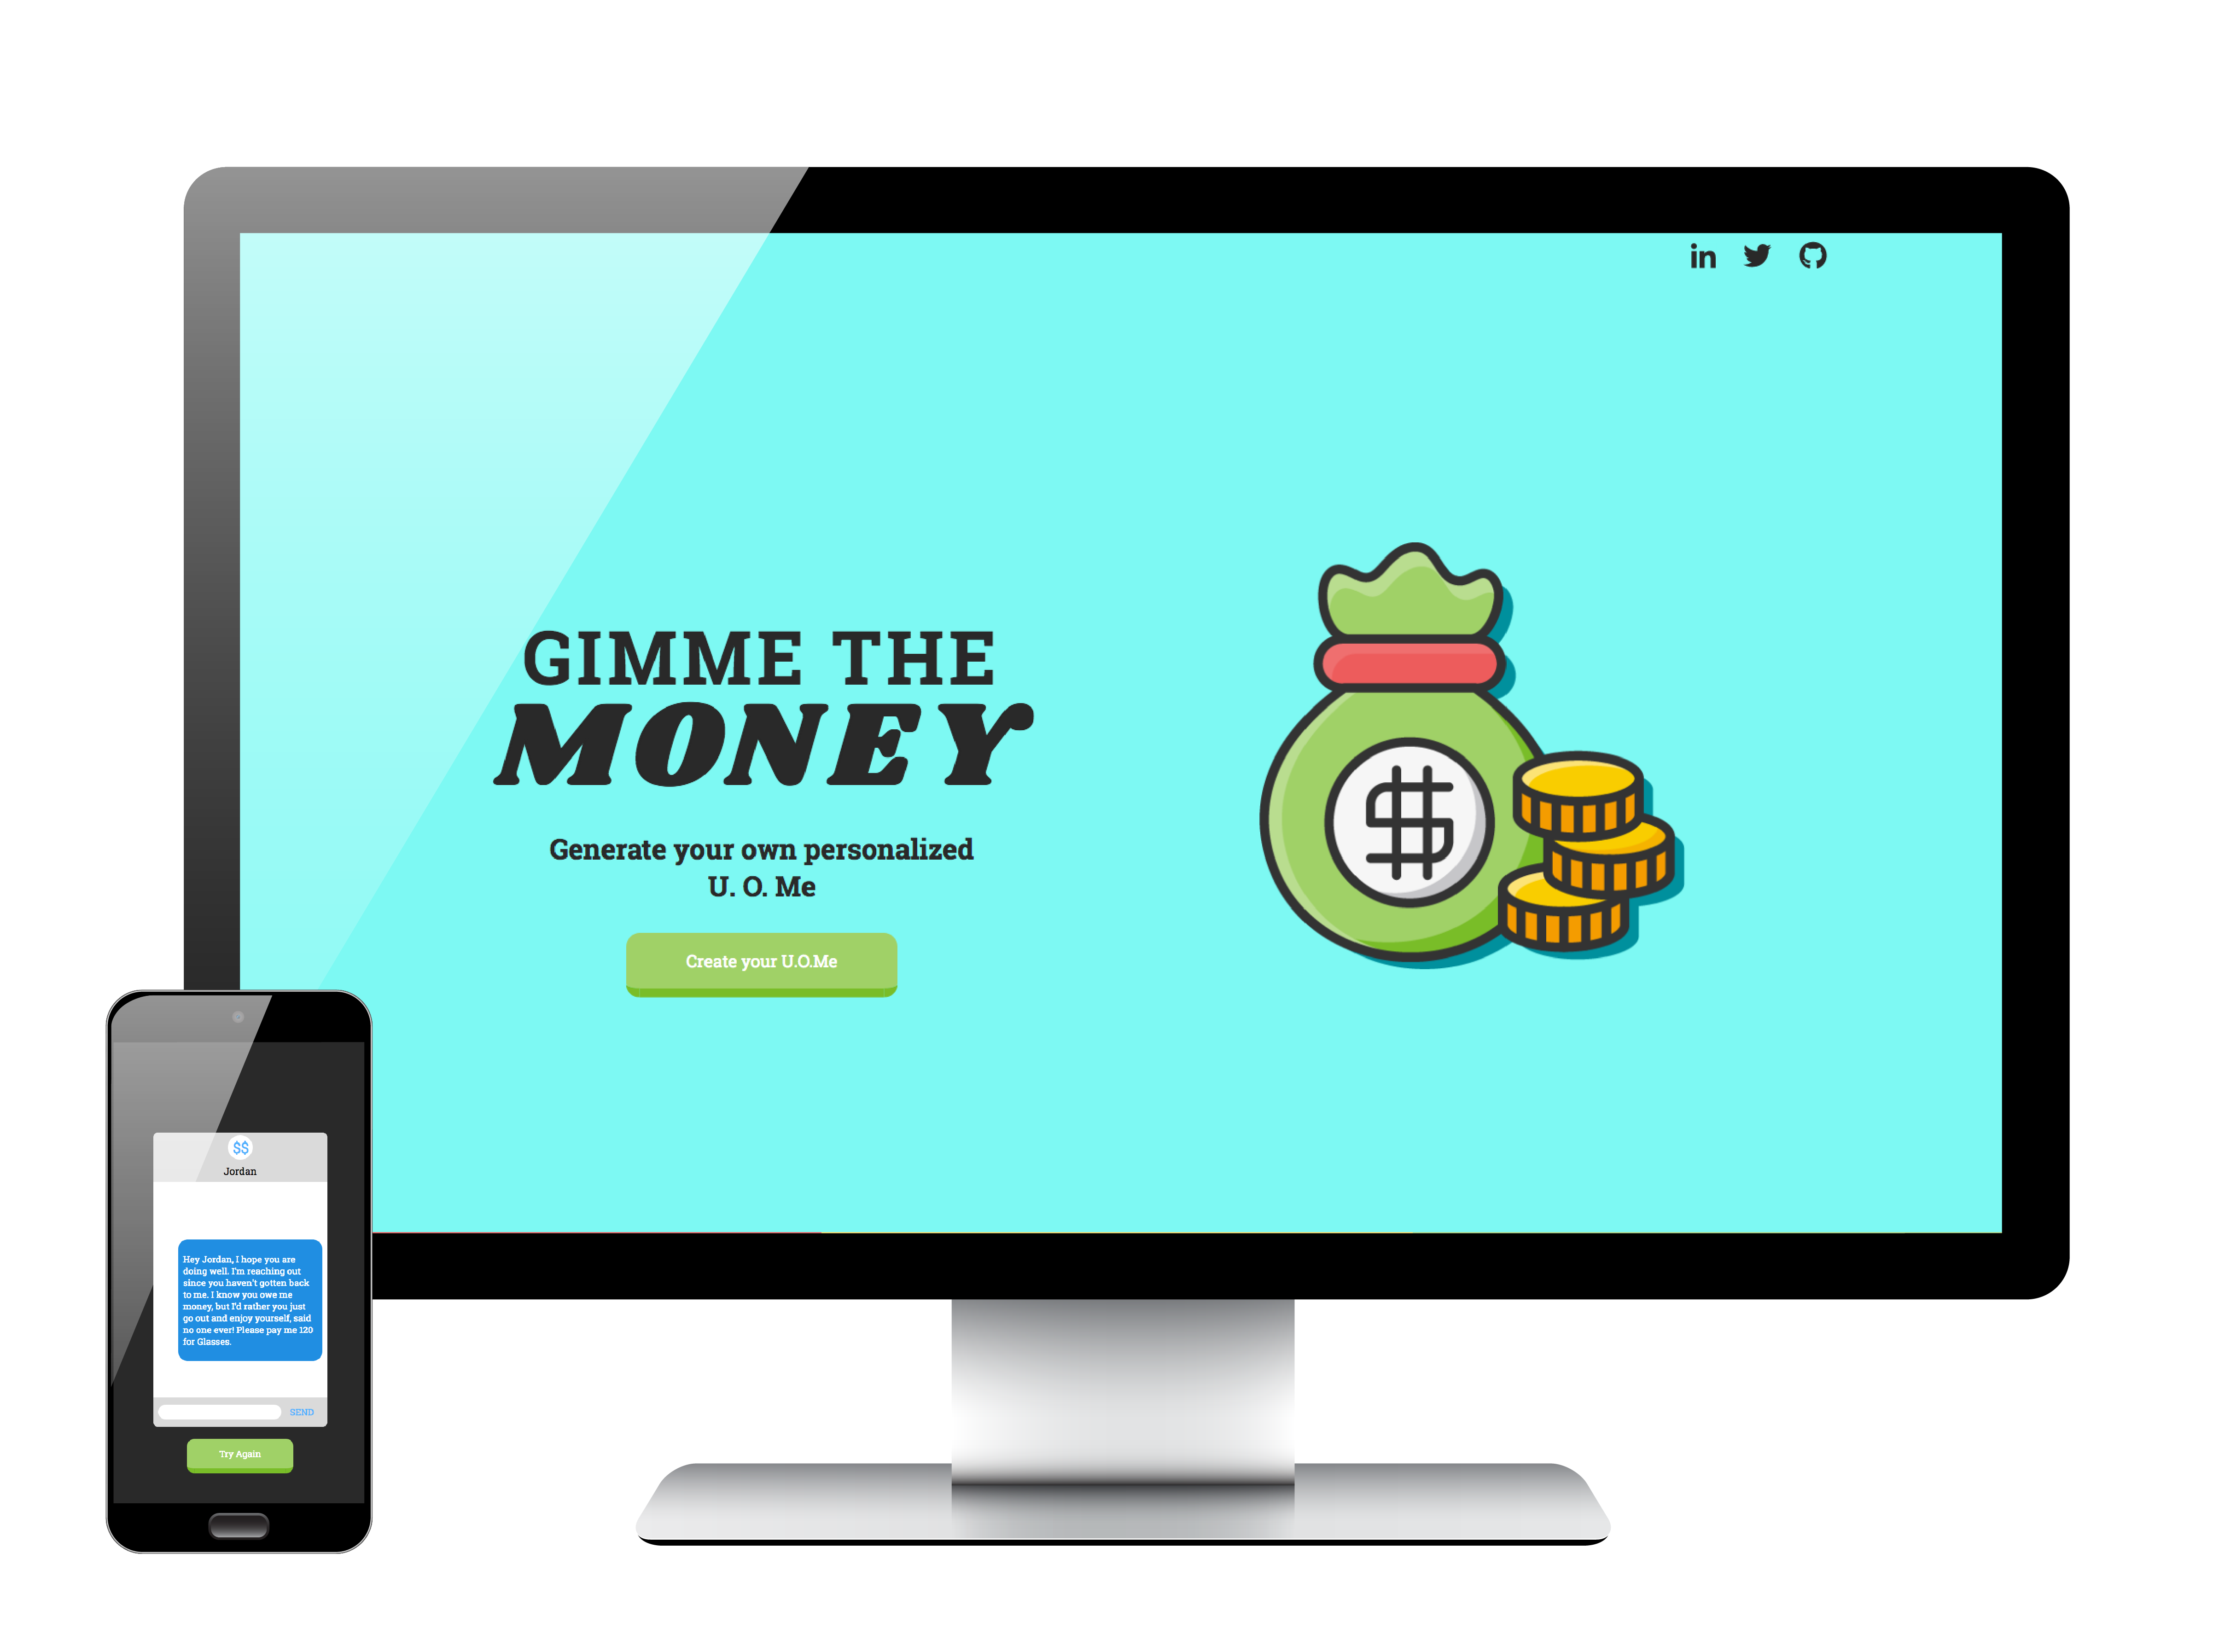 in
GIMME THE
MONEY
Generate your own personalized
U. O. Me
Create your U.O.Me
$
$$
Jordan
Hey Jordan, I hope you are
doing well. I'm reaching out
since you haven't gotten back
to me. I know you owe me
money, but I'd rather you just
go out and enjoy yourself, said
no one ever! Please pay me 120
for Glasses.
SEND
Try Again